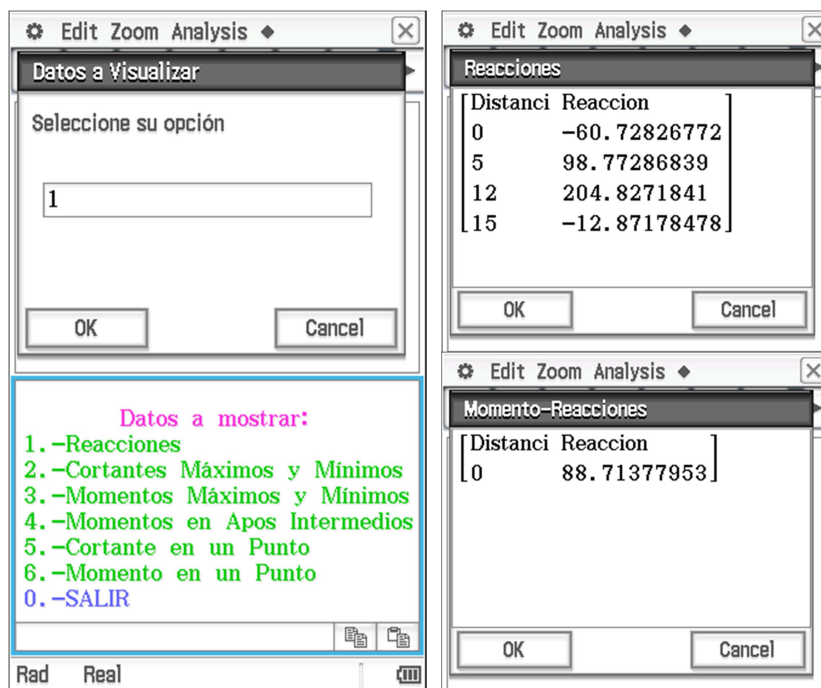 Edit Zoom Analysis ◆
Datos a Visualizar
Seleccione su opción
1
OK Cancel
Datos a mostrar:
1.-Reacciones
2.-Cortantes Máximos y Mínimos
3.-Momentos Máximos y Mínimos
4.-Momentos en Apos Intermedios
5.-Cortante en un Punto
6.-Momento en un Punto
0.-SALIR
Rad Real
Edit Zoom Analysis ◆
Reacciones
Distanci Reaccion
0 -60.72826772
5 98.77286839
12 204.8271841
15 -12.87178478
OK Cancel
Edit Zoom Analysis ◆
Momento-Reacciones
Distanci Reaccion
0 88.71377953
OK Cancel